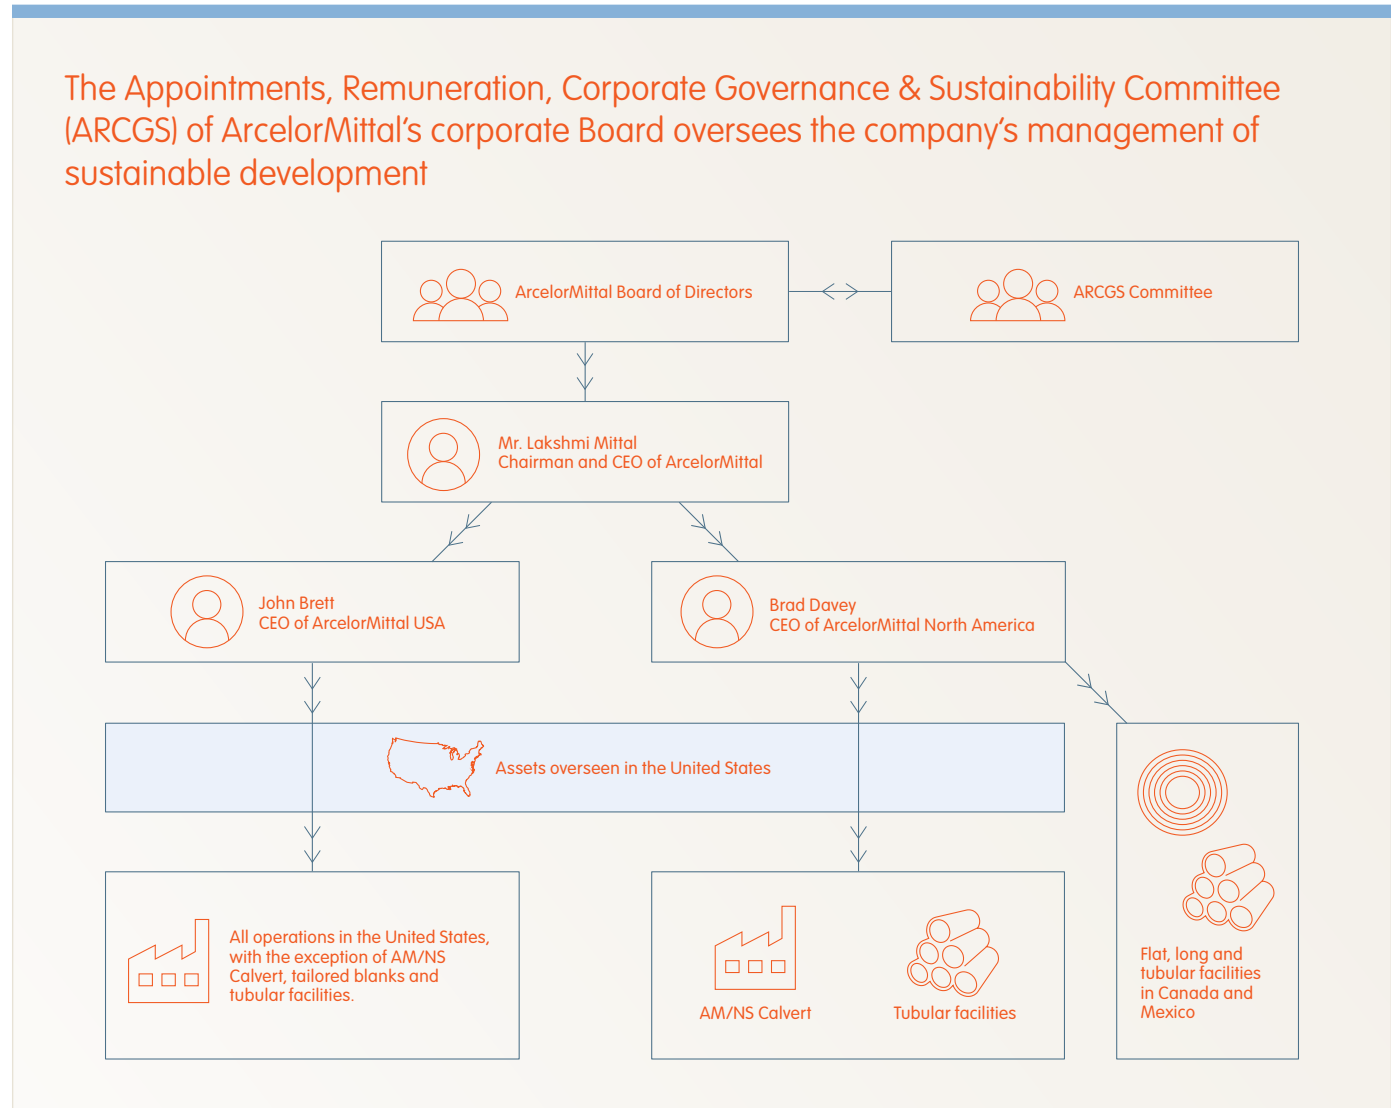 The Appointments, Remuneration, Corporate Governance & Sustainability Committee
(ARCGS) of ArcelorMittal's corporate Board oversees the company's management of
sustainable development
ArcelorMittal Board of Directors
ARCGS Committee
Mr. Lakshmi Mittal
Chairman and CEO of ArcelorMittal
John Brett
CEO of ArcelorMittal USA
Brad Davey
CEO of ArcelorMittal North America
Assets overseen in the United States
All operations in the United States,
with the exception of AM/NS
Calvert, tailored blanks and
tubular facilities.
AM/NS Calvert
Tubular facilities
Flat, long and
tubular facilities
in Canada and
Mexico